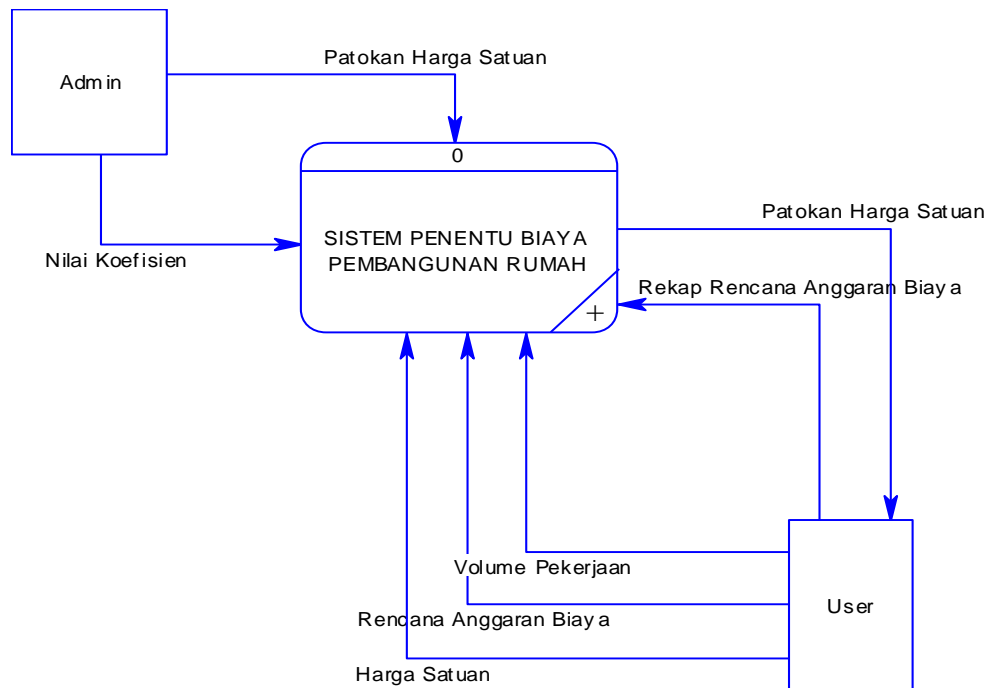 Patokan Harga Satuan
Admin
0
Patokan Harga Satuan
SISTEM PENENTU BIAYA
PEMBANGUNAN RUMAH
Nilai Koefisien
Rekap Rencana Anggaran Biaya
+
Volume Pekerjaan
User
Rencana Anggaran Biaya
Harga Satuan